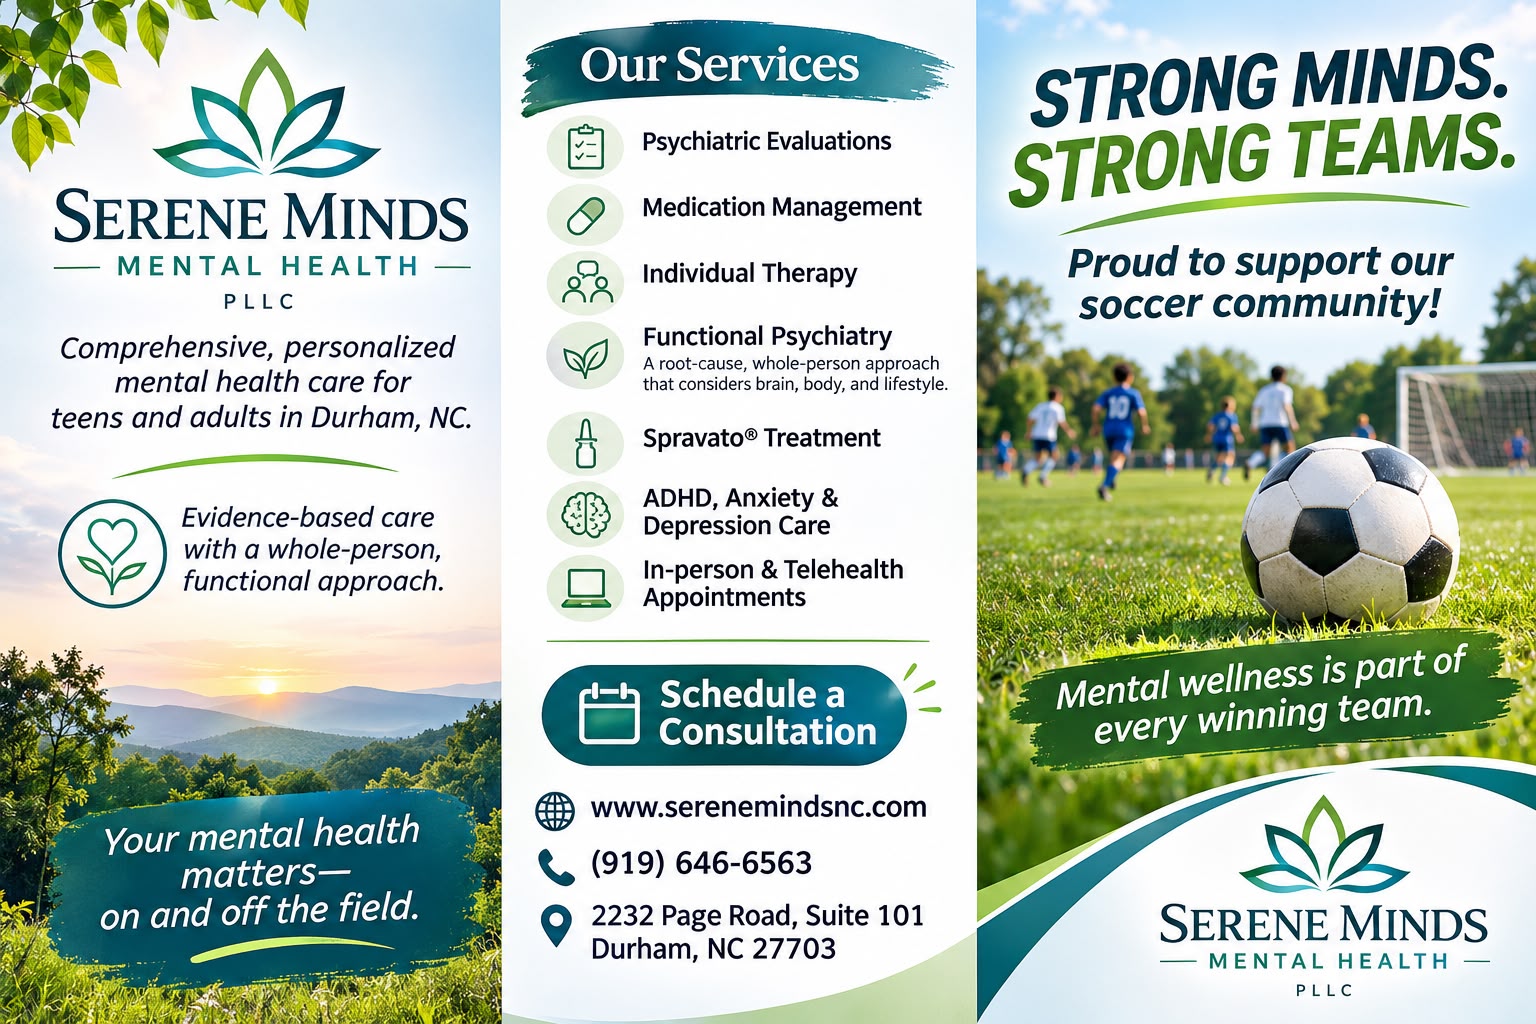 SERENE MINDS
MENTAL HEALTH
PLLC
Comprehensive, personalized
mental health care for
teens and adults in Durham, NC.
Evidence-based care
with a whole-person,
functional approach.
Your mental health
matters—
on and off the field.
Our Services
Psychiatric Evaluations
Medication Management
Individual Therapy
Functional Psychiatry
A root-cause, whole-person approach
that considers brain, body, and lifestyle.
Spravato® Treatment
ADHD, Anxiety &
Depression Care
In-person & Telehealth
Appointments
Schedule a
Consultation
www.serenemindsnc.com
(919) 646-6563
2232 Page Road, Suite 101
Durham, NC 27703
STRONG MINDS.
STRONG TEAMS.
Proud to support our
soccer community!
10
Mental wellness is part of
every winning team.
SERENE MINDS
MENTAL HEALTH
PLLC